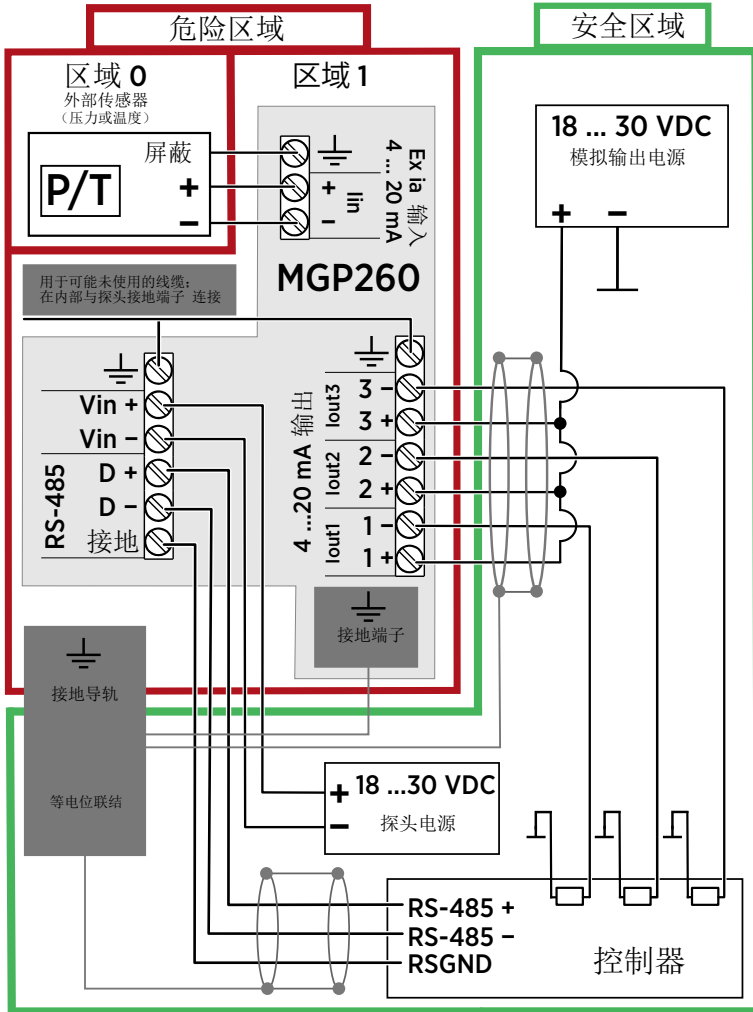 危险区域
安全区域
区域 0
外部传感器
（压力或温度）
区域 1
屏蔽
P/T
+
−
+
−
Iin
Ex ia 输入
4 ... 20 mA
18 ... 30 VDC
模拟输出电源
+
−
MGP260
用于可能未使用的线缆：
在内部与探头接地端子 连接
Vin +
Vin −
D +
D −
接地
RS-485
4 ...20 mA 输出
Iout3
3 −
3 +
Iout2
2 −
2 +
Iout1
1 −
1 +
接地端子
接地导轨
等电位联结
+ 18 ...30 VDC
− 探头电源
RS-485 +
RS-485 −
RSGND
控制器